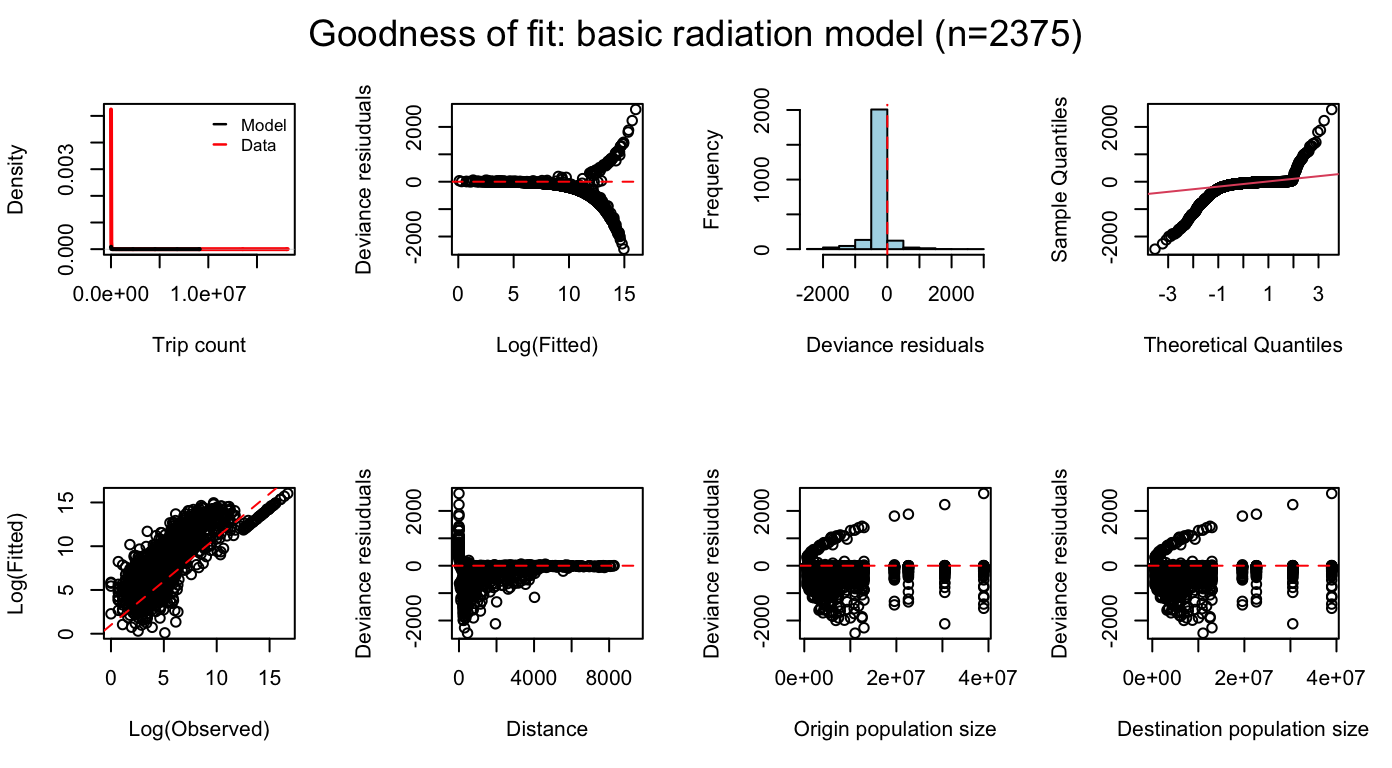 Goodness of fit: basic radiation model (n=2375)
Density
0.000
0.003
Model
Data
0.0e+00
1.0e+07
Trip count
Deviance resiuduals
-2000
0
2000
0
5
10
15
Log(Fitted)
Frequency
0
1000
2000
-2000
0
2000
Deviance residuals
Sample Quantiles
-2000
0
2000
-3
-1
1
3
Theoretical Quantiles
Log(Fitted)
0
5
10
15
0
5
10
15
Log(Observed)
Deviance resiuduals
-2000
0
2000
0
4000
8000
Distance
Deviance resiuduals
-2000
0
2000
0e+00
2e+07
4e+07
Origin population size
Deviance resiuduals
-2000
0
2000
0e+00
2e+07
4e+07
Destination population size